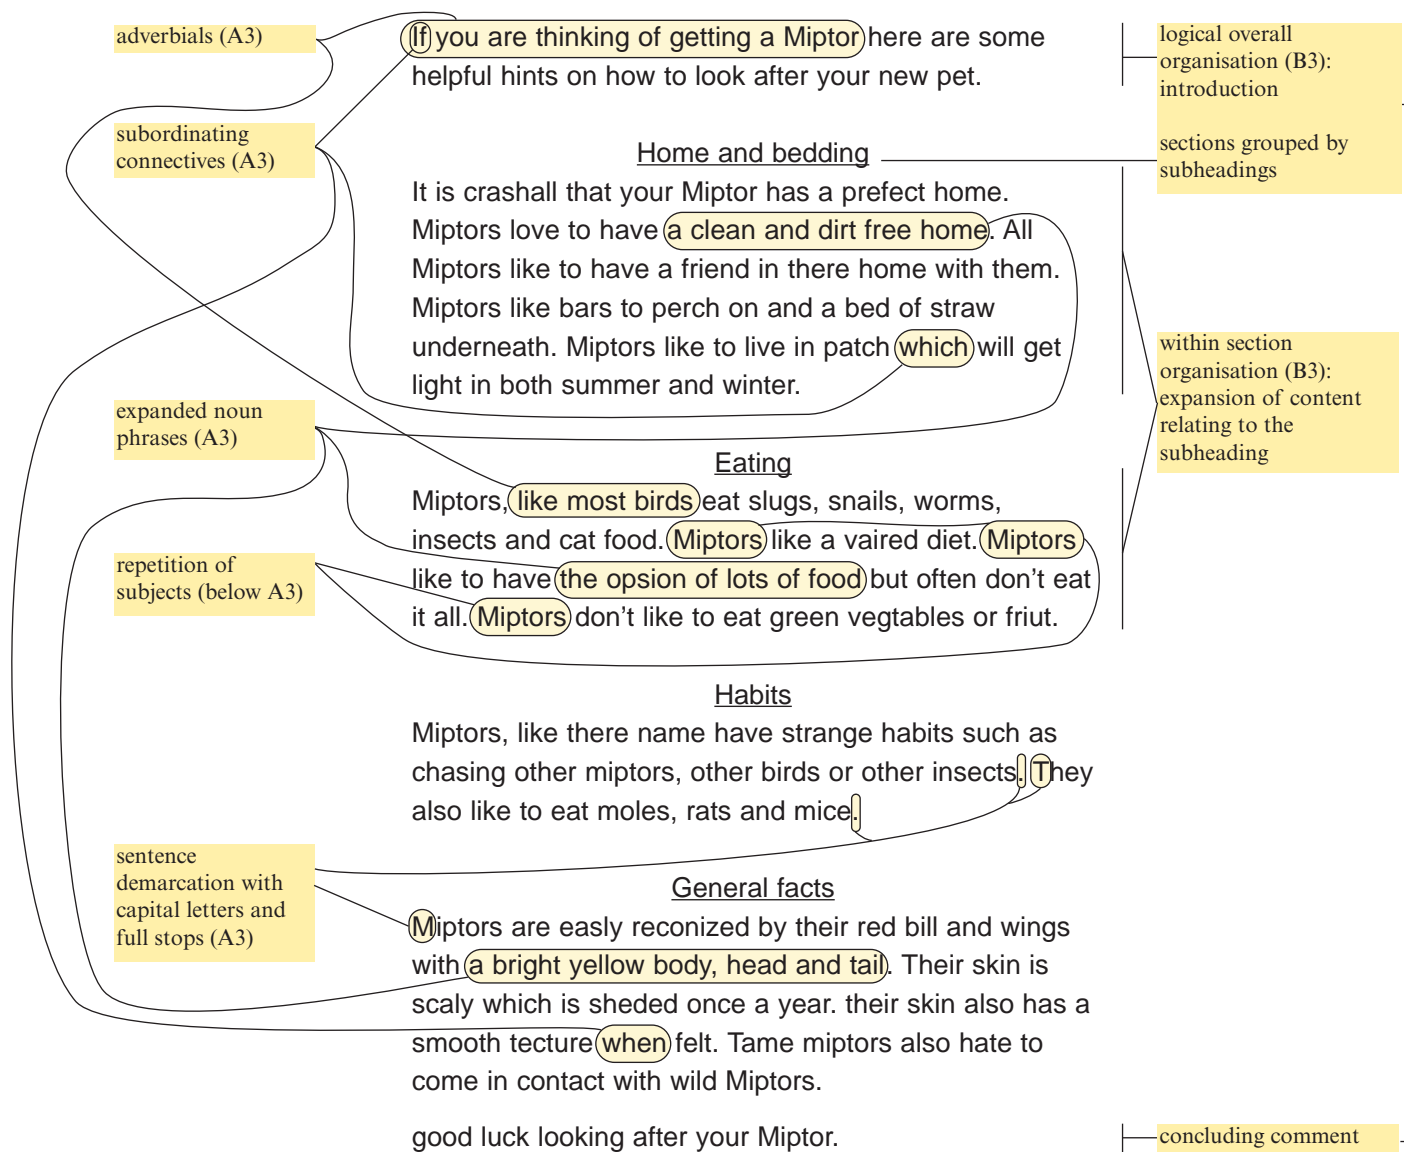 adverbials (A3)
If you are thinking of getting a Miptor here are some
helpful hints on how to look after your new pet.
logical overall
organisation (B3):
introduction
subordinating
connectives (A3)
sections grouped by
subheadings
Home and bedding
It is crashall that your Miptor has a prefect home.
Miptors love to have a clean and dirt free home. All
Miptors like to have a friend in there home with them.
Miptors like bars to perch on and a bed of straw
underneath. Miptors like to live in patch which will get
light in both summer and winter.
within section
organisation (B3):
expansion of content
relating to the
subheading
expanded noun
phrases (A3)
Eating
Miptors, like most birds eat slugs, snails, worms,
insects and cat food. Miptors like a vaired diet. Miptors
like to have the opsion of lots of food but often don't eat
it all. Miptors don't like to eat green vegtables or friut.
repetition of
subjects (below A3)
Habits
Miptors, like there name have strange habits such as
chasing other miptors, other birds or other insects. They
also like to eat moles, rats and mice.
sentence
demarcation with
capital letters and
full stops (A3)
General facts
Miptors are easly reconized by their red bill and wings
with a bright yellow body, head and tail. Their skin is
scaly which is sheded once a year. their skin also has a
smooth tecture when felt. Tame miptors also hate to
come in contact with wild Miptors.
good luck looking after your Miptor.
concluding comment